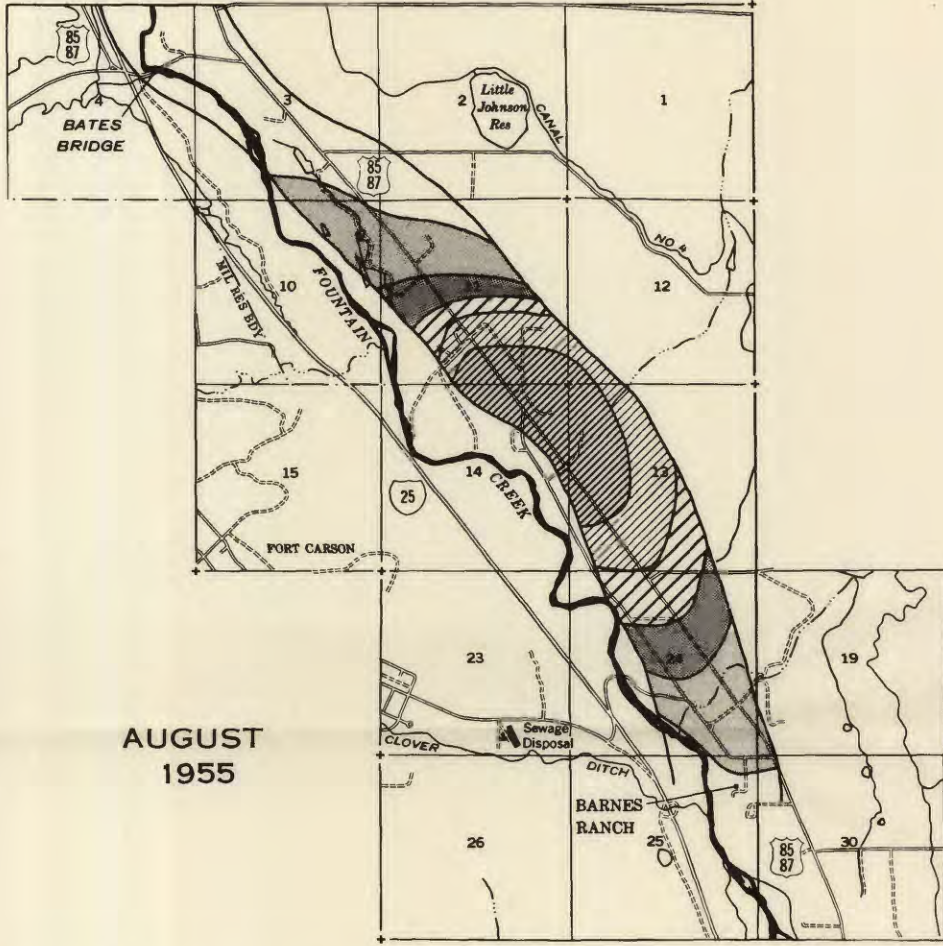 85
87
4
3
2
Little
Johnson
Res
1
CANAL
BATES
BRIDGE
85
87
NO 4
10
FOUNTAIN
MIL RES BDY
12
15
14
CREEK
13
25
FORT CARSON
23
24
19
AUGUST
1955
CLOVER
DITCH
Sewage
Disposal
BARNES
RANCH
26
25
85
87
30